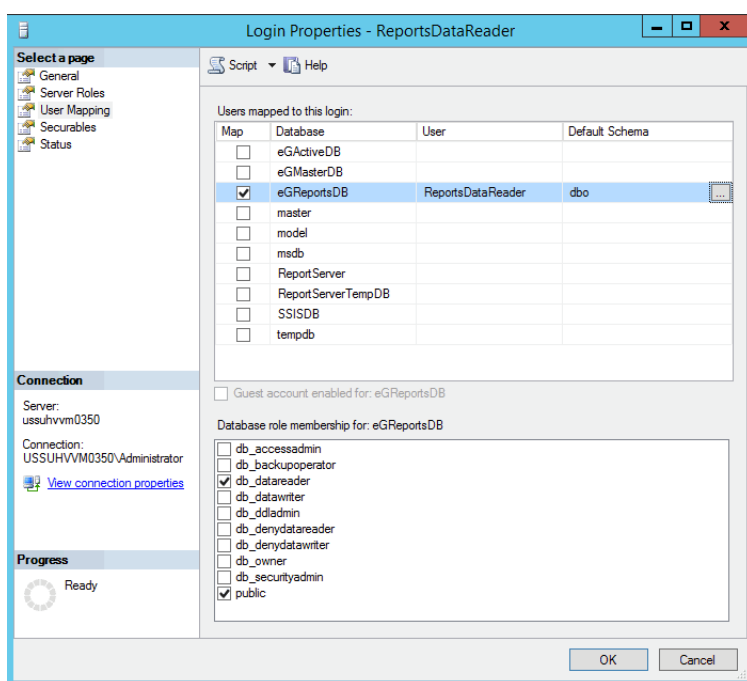 Login Properties - ReportsDataReader
Select a page
General
Server Roles
User Mapping
Securables
Status
Script Help
Users mapped to this login:
Map Database User Default Schema
eGActiveDB
eGMasterDB
eGReportsDB ReportsDataReader dbo ...
master
model
msdb
ReportServer
ReportServerTempDB
SSISDB
tempdb
Guest account enabled for: eGReportsDB
Database role membership for: eGReportsDB
db_accessadmin
db_backupoperator
db_datareader
db_datawriter
db_ddladmin
db_denydatareader
db_denydatawriter
db_owner
db_securityadmin
public
Connection
Server:
ussuhvvm0350
Connection:
USSUHVVM0350\Administrator
View connection properties
Progress
Ready
OK Cancel